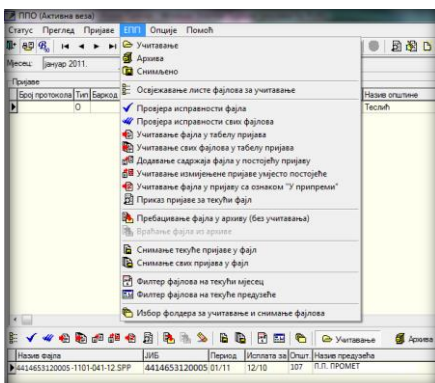 ППО (Активна веза)
Статус Преглед Пријаве ЕПП Опције Помоћ
Мјесец: јануар 2011.
Пријаве
Број протокола Тип Баркод Назив општине
О Теслић
Учитавање
Архива
Снимљено
Освјежавање листе фајлова за учитавање
Провјера исправности фајла
Провјера исправности свих фајлова
Учитавање фајла у табелу пријава
Учитавање свих фајлова у табелу пријава
Додавање садржаја фајла у постојећу пријаву
Учитавање измијењене пријаве умјесто постојеће
Учитавање фајла у пријаву са ознаком "У припреми"
Приказ пријаве за текући фајл
Пребацивање фајла у архиву (без учитавања)
Враћање фајла из архиве
Снимање текуће пријаве у фајл
Снимање свих пријава у фајл
Филтер фајлова на текући мјесец
Филтер фајлова на текуће предузеће
Избор фолдера за учитавање и снимање фајлова
Учитавање Архива
Назив фајла ЈИБ Период Исплата за Општ. Назив предузећа
4414653120005-1101-041-12.SPP 4414653120005 01/11 12/10 107 П.П. ПРОМЕТ